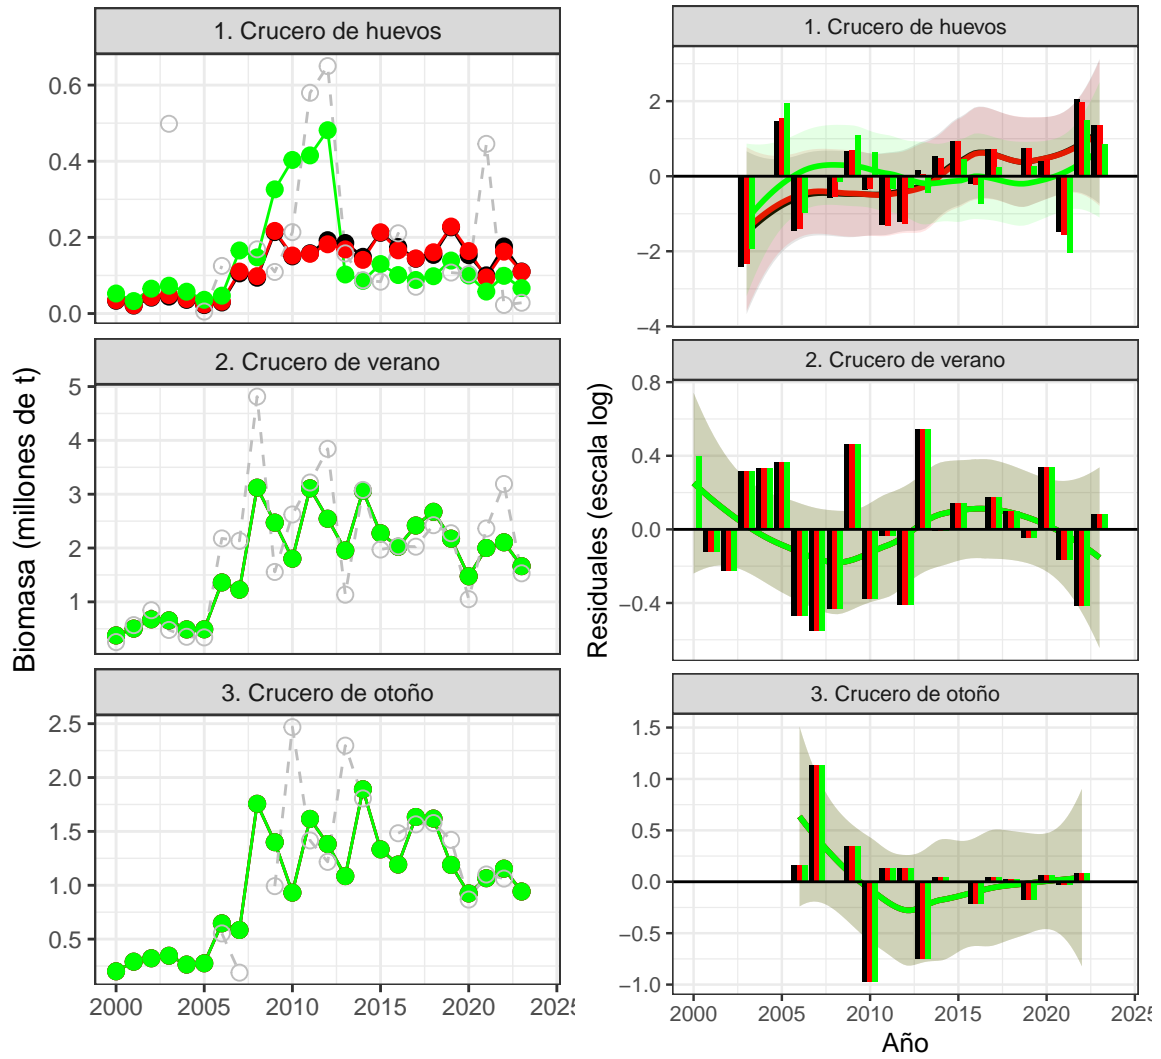 1. Crucero de huevos
0.6
0.4
0.2
0.0
2. Crucero de verano
5
4
3
2
1
3. Crucero de otoño
2.5
2.0
1.5
1.0
0.5
2000 2005 2010 2015 2020 2025
Biomasa (millones de t)
1. Crucero de huevos
2
0
−2
−4
2. Crucero de verano
0.8
0.4
0.0
−0.4
3. Crucero de otoño
1.5
1.0
0.5
0.0
−0.5
−1.0
2000 2005 2010 2015 2020 2025
Año
Residuales (escala log)